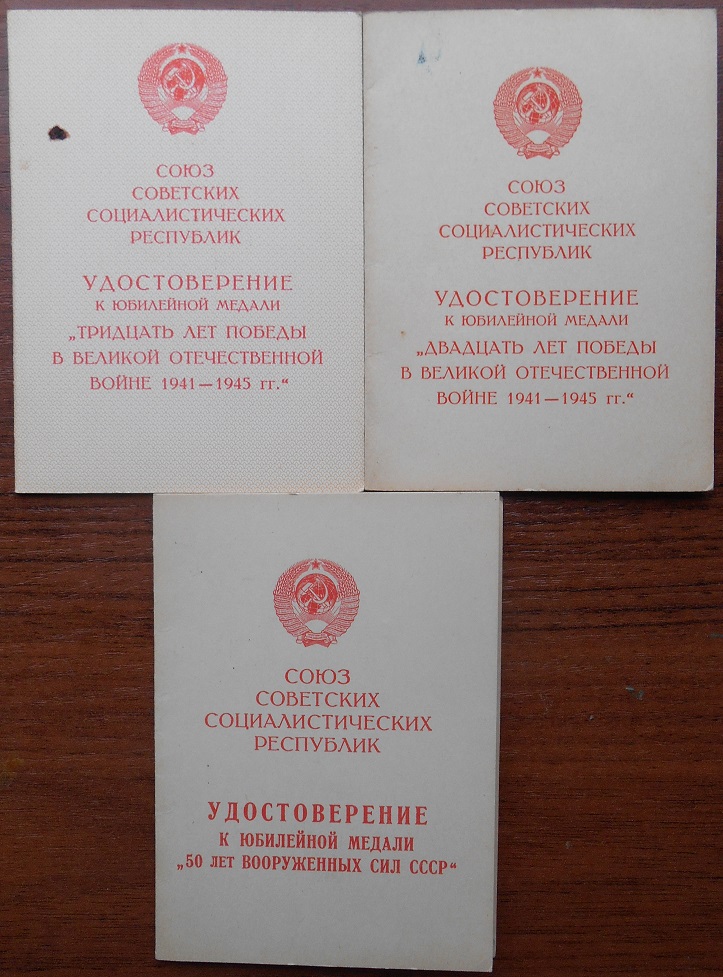 СОЮЗ
СОВЕТСКИХ
СОЦИАЛИСТИЧЕСКИХ
РЕСПУБЛИК
УДОСТОВЕРЕНИЕ
К ЮБИЛЕЙНОЙ МЕДАЛИ
„ТРИДЦАТЬ ЛЕТ ПОБЕДЫ
В ВЕЛИКОЙ ОТЕЧЕСТВЕННОЙ
ВОЙНЕ 1941—1945 гг.“
СОЮЗ
СОВЕТСКИХ
СОЦИАЛИСТИЧЕСКИХ
РЕСПУБЛИК
УДОСТОВЕРЕНИЕ
К ЮБИЛЕЙНОЙ МЕДАЛИ
„ДВАДЦАТЬ ЛЕТ ПОБЕДЫ
В ВЕЛИКОЙ ОТЕЧЕСТВЕННОЙ
ВОЙНЕ 1941—1945 гг.“
СОЮЗ
СОВЕТСКИХ
СОЦИАЛИСТИЧЕСКИХ
РЕСПУБЛИК
УДОСТОВЕРЕНИЕ
К ЮБИЛЕЙНОЙ МЕДАЛИ
„50 ЛЕТ ВООРУЖЕННЫХ СИЛ СССР“